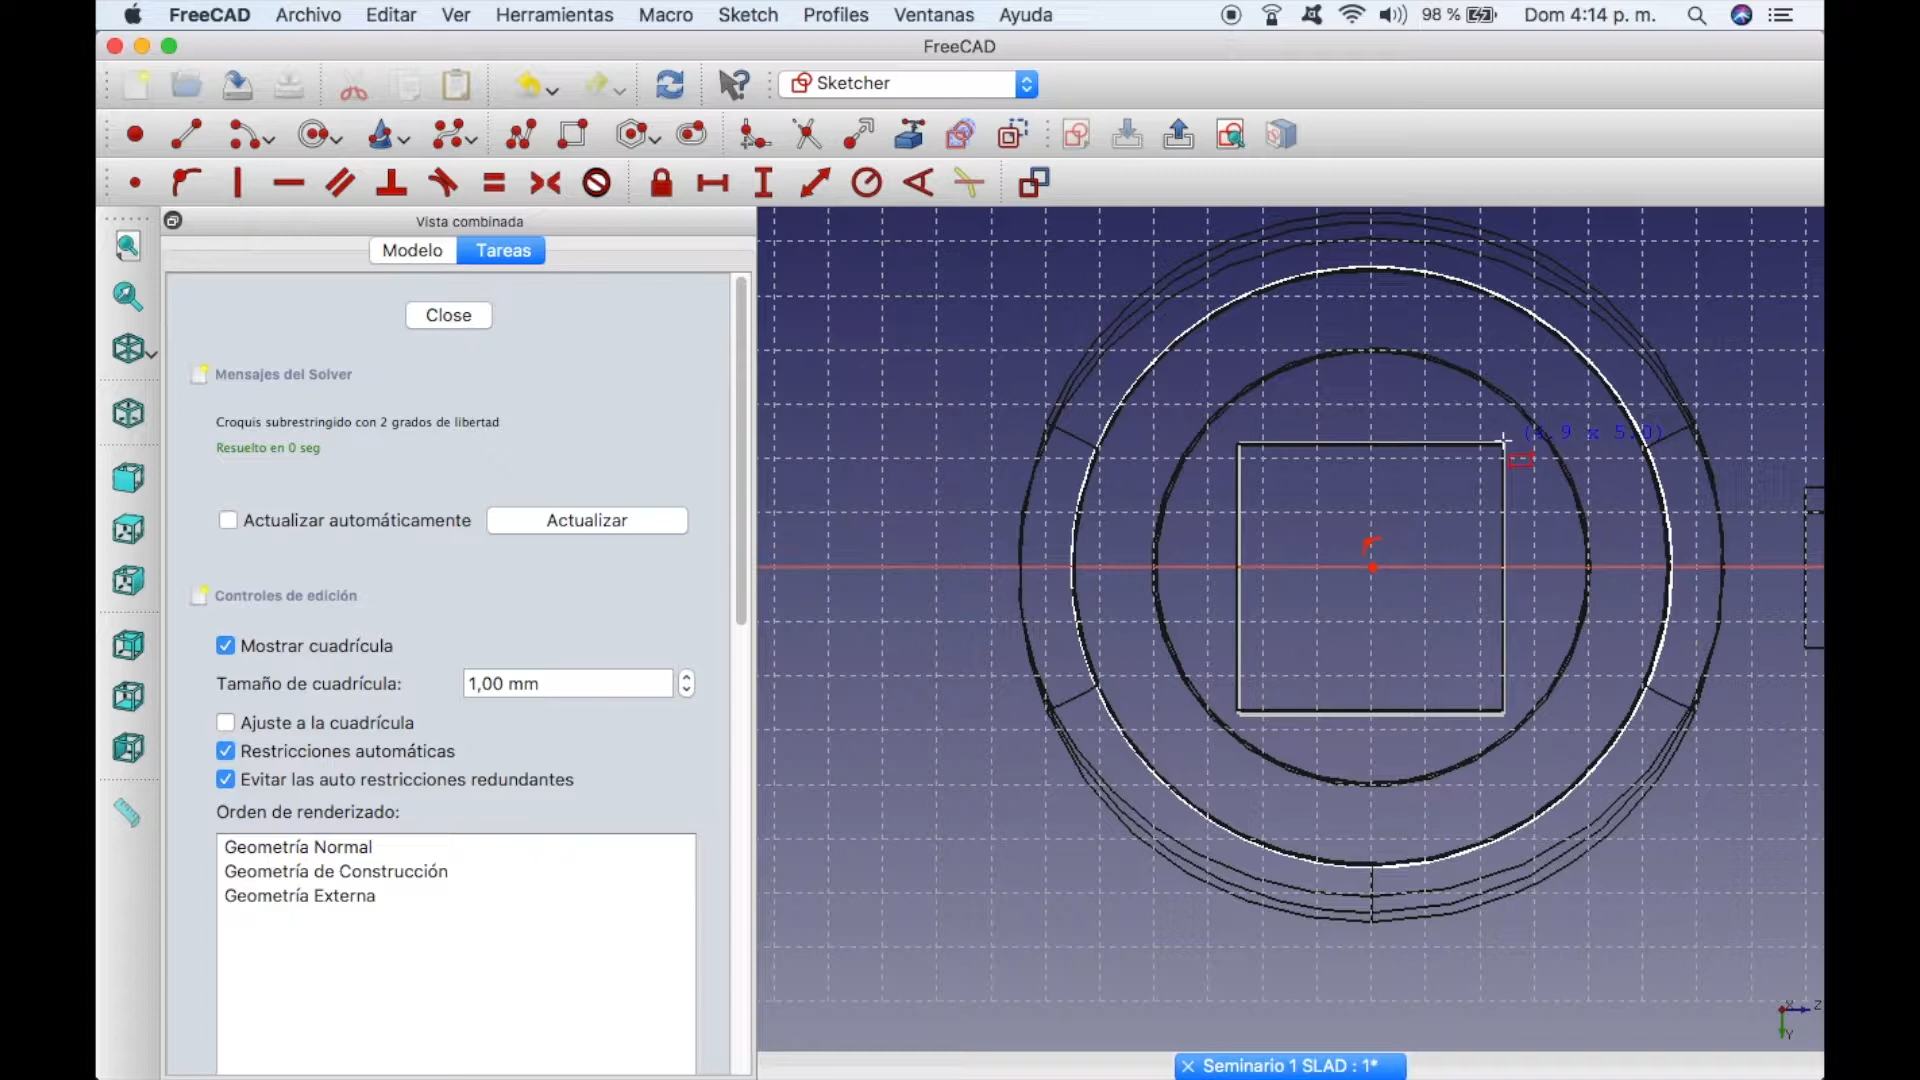 FreeCAD Archivo Editar Ver Herramientas Macro Sketch Profiles Ventanas Ayuda 98 % Dom 4:14 p. m.
FreeCAD
Sketcher
Vista combinada
Modelo Tareas
Close
Mensajes del Solver
Croquis subrestringido con 2 grados de libertad
Resuelto en 0 seg
Actualizar automáticamente Actualizar
Controles de edición
Mostrar cuadrícula
Tamaño de cuadrícula: 1,00 mm
Ajuste a la cuadrícula
Restricciones automáticas
Evitar las auto restricciones redundantes
Orden de renderizado:
Geometría Normal
Geometría de Construcción
Geometría Externa
X Z
Y
Seminario 1 SLAD : 1*